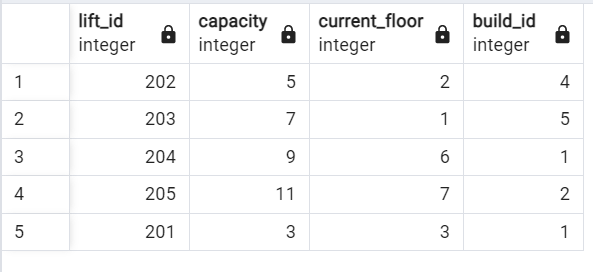 lift_id capacity current_floor build_id
integer integer integer integer
1 202 5 2 4
2 203 7 1 5
3 204 9 6 1
4 205 11 7 2
5 201 3 3 1